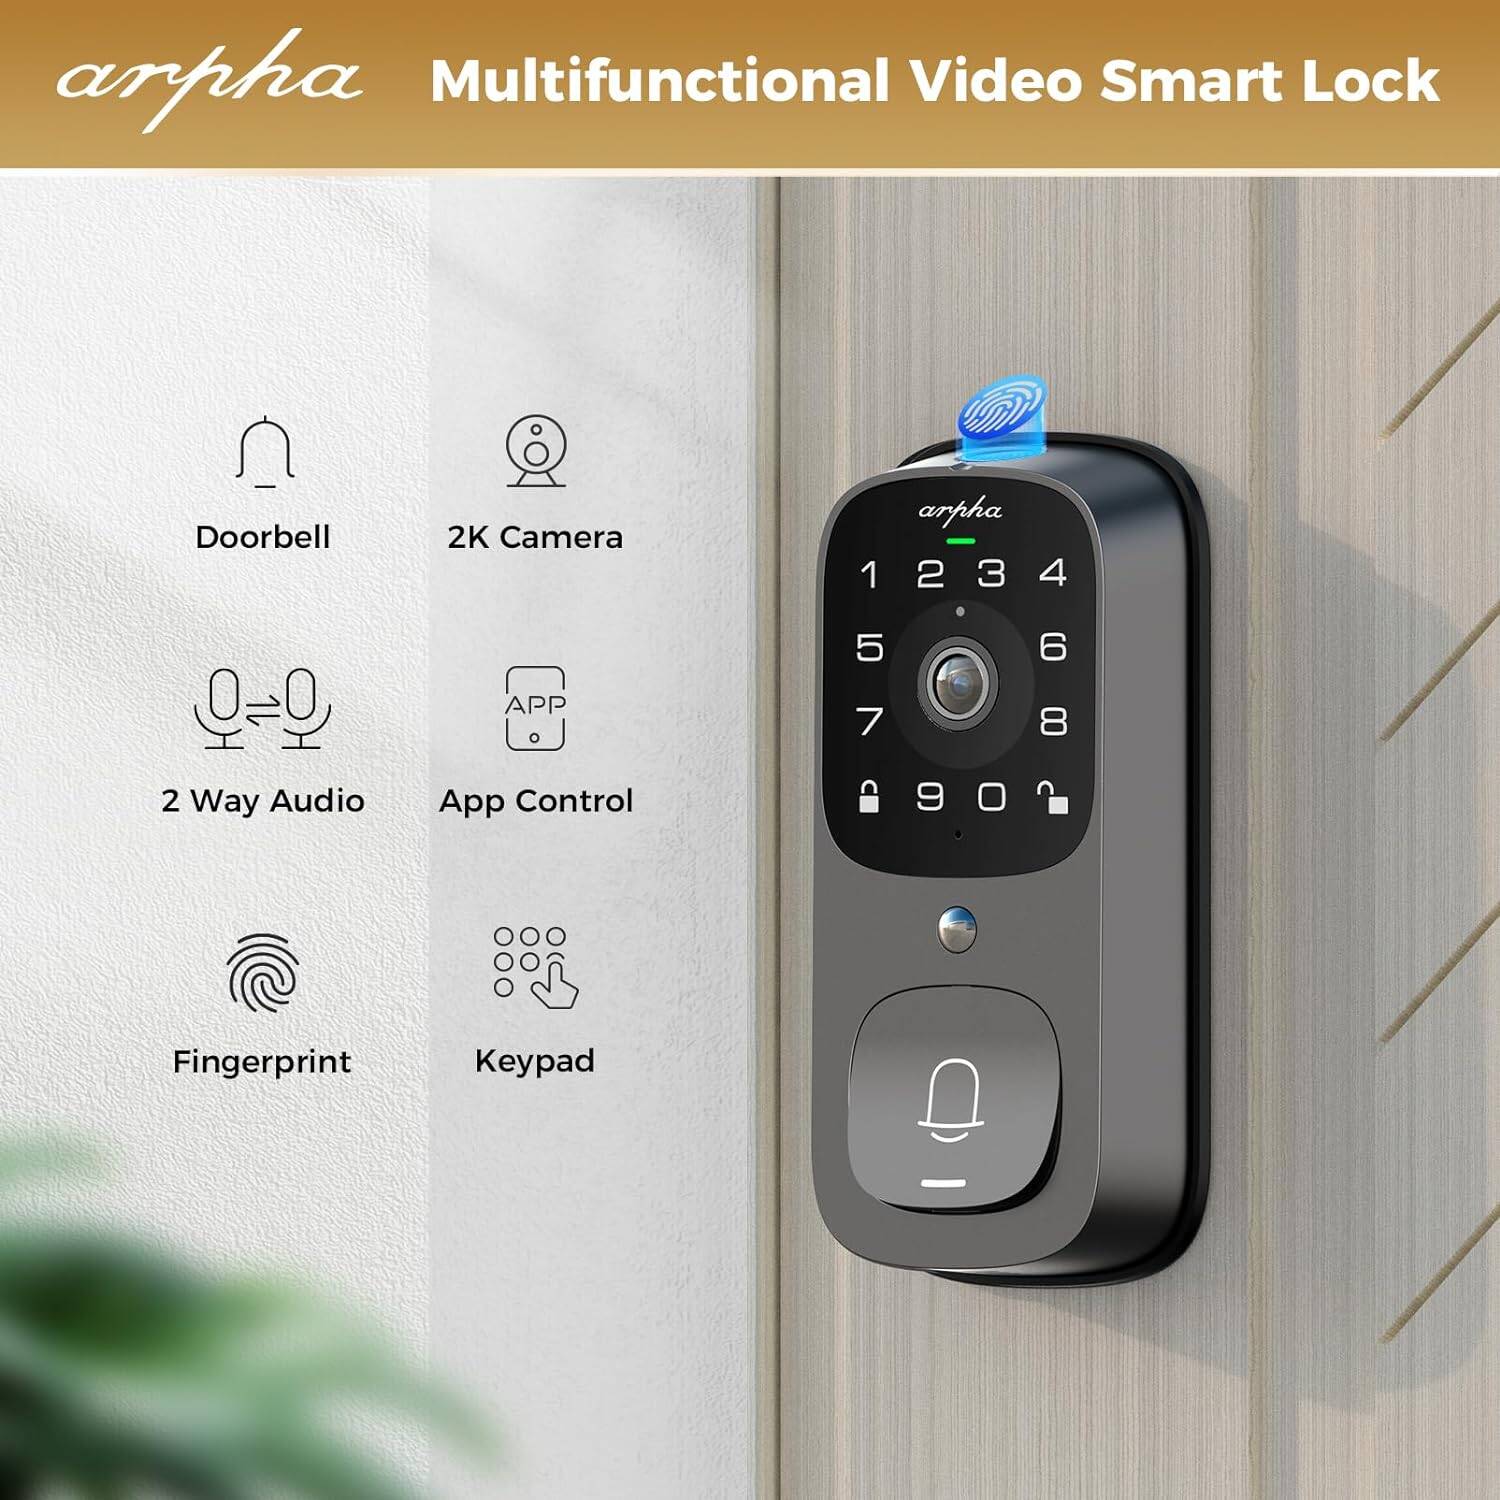 arpha Multifunctional Video Smart Lock
Doorbell
2K Camera
2 Way Audio
APP
App Control
Fingerprint
Keypad
arpha
1 2 3 4
5 6
7 8
9 0